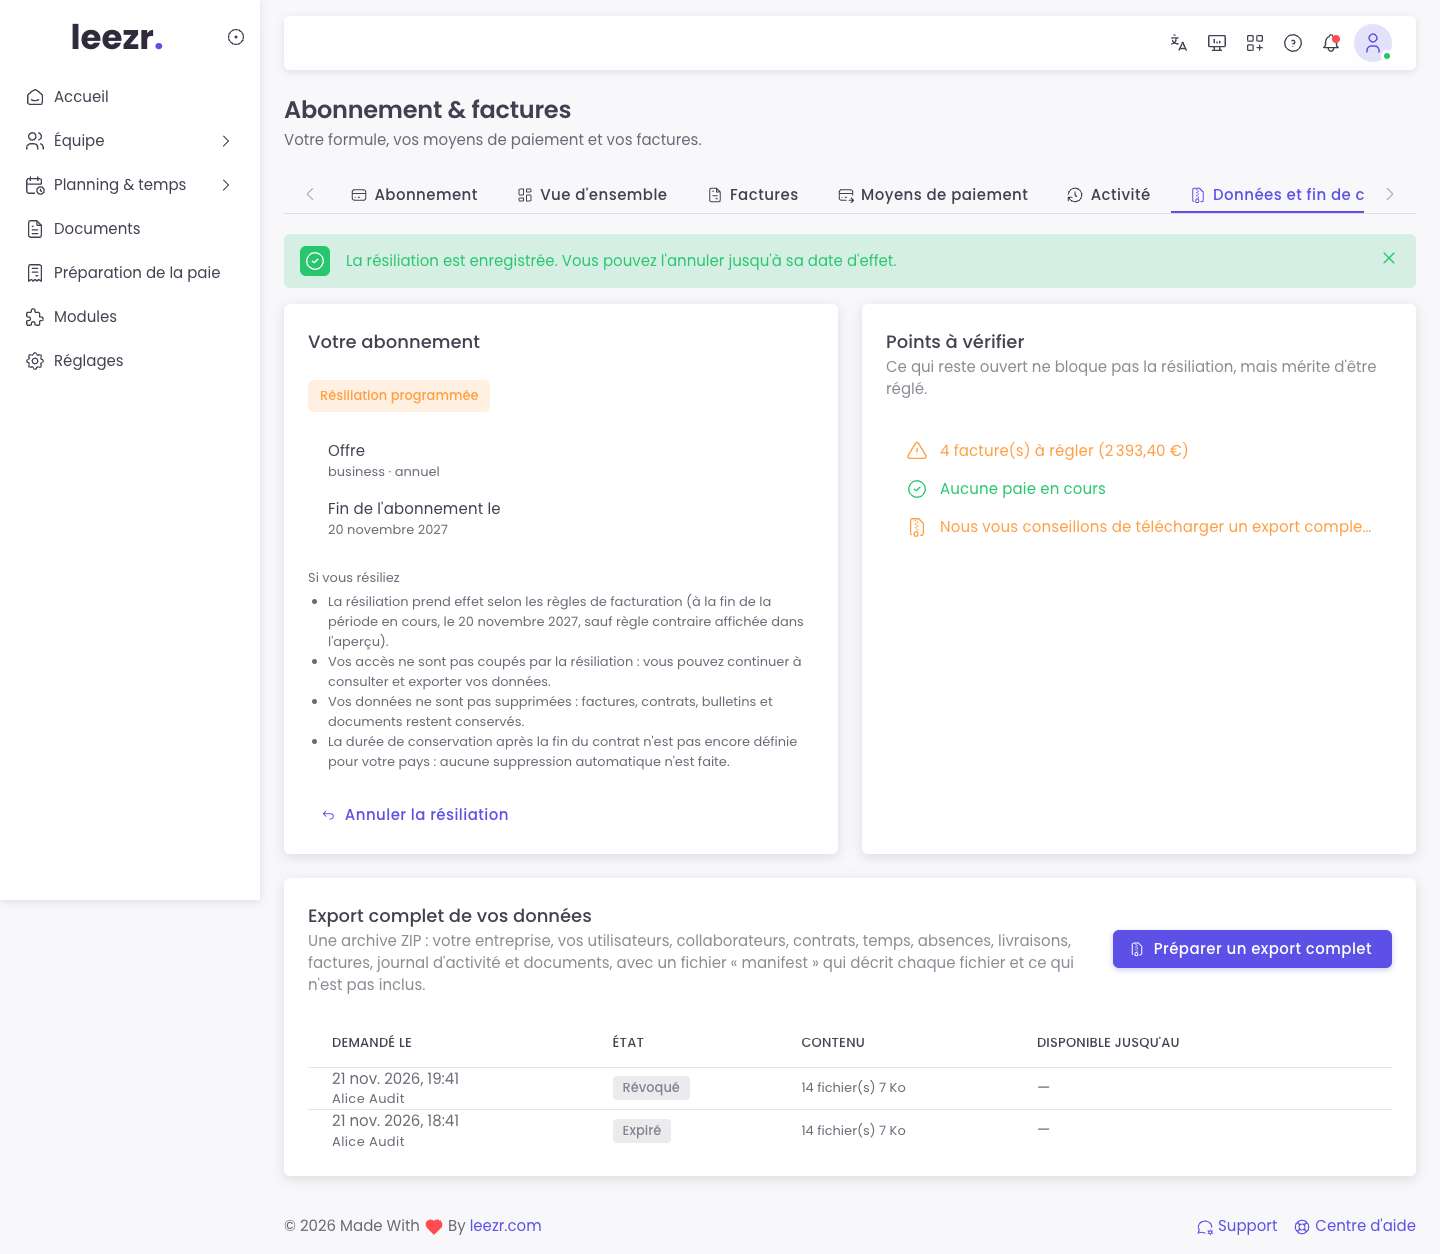 leezr.
Accueil
Équipe
Planning & temps
Documents
Préparation de la paie
Modules
Réglages
Abonnement & factures
Votre formule, vos moyens de paiement et vos factures.
Abonnement
Vue d'ensemble
Factures
Moyens de paiement
Activité
Données et fin de c
La résiliation est enregistrée. Vous pouvez l'annuler jusqu'à sa date d'effet.
Votre abonnement
Résiliation programmée
Offre
business · annuel
Fin de l'abonnement le
20 novembre 2027
Si vous résiliez
• La résiliation prend effet selon les règles de facturation (à la fin de la
période en cours, le 20 novembre 2027, sauf règle contraire affichée dans
l'aperçu).
• Vos accès ne sont pas coupés par la résiliation : vous pouvez continuer à
consulter et exporter vos données.
• Vos données ne sont pas supprimées : factures, contrats, bulletins et
documents restent conservés.
• La durée de conservation après la fin du contrat n'est pas encore définie
pour votre pays : aucune suppression automatique n'est faite.
Annuler la résiliation
Points à vérifier
Ce qui reste ouvert ne bloque pas la résiliation, mais mérite d'être
réglé.
4 facture(s) à régler (2 393,40 €)
Aucune paie en cours
Nous vous conseillons de télécharger un export comple...
Export complet de vos données
Une archive ZIP : votre entreprise, vos utilisateurs, collaborateurs, contrats, temps, absences, livraisons,
factures, journal d'activité et documents, avec un fichier « manifest » qui décrit chaque fichier et ce qui
n'est pas inclus.
Préparer un export complet
DEMANDÉ LE ÉTAT CONTENU DISPONIBLE JUSQU'AU
21 nov. 2026, 19:41
Alice Audit
Révoqué
14 fichier(s) 7 Ko
—
21 nov. 2026, 18:41
Alice Audit
Expiré
14 fichier(s) 7 Ko
—
© 2026 Made With By leezr.com
Support
Centre d'aide